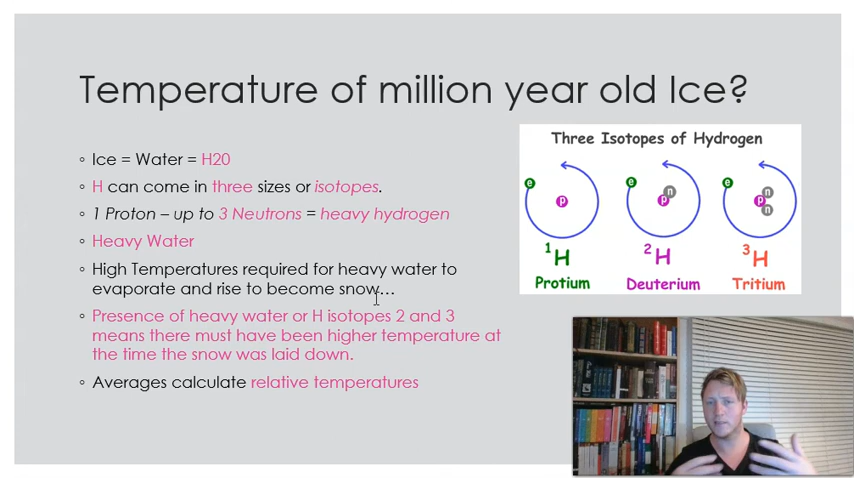 Temperature of million year old Ice?
◦ Ice = Water = H20
◦ H can come in three sizes or isotopes.
◦ 1 Proton – up to 3 Neutrons = heavy hydrogen
◦ Heavy Water
◦ High Temperatures required for heavy water to
evaporate and rise to become snow…
◦ Presence of heavy water or H isotopes 2 and 3
means there must have been higher temperature at
the time the snow was laid down.
◦ Averages calculate relative temperatures
Three Isotopes of Hydrogen
e p
e p n
e p n n
¹H ²H ³H
Protium Deuterium Tritium